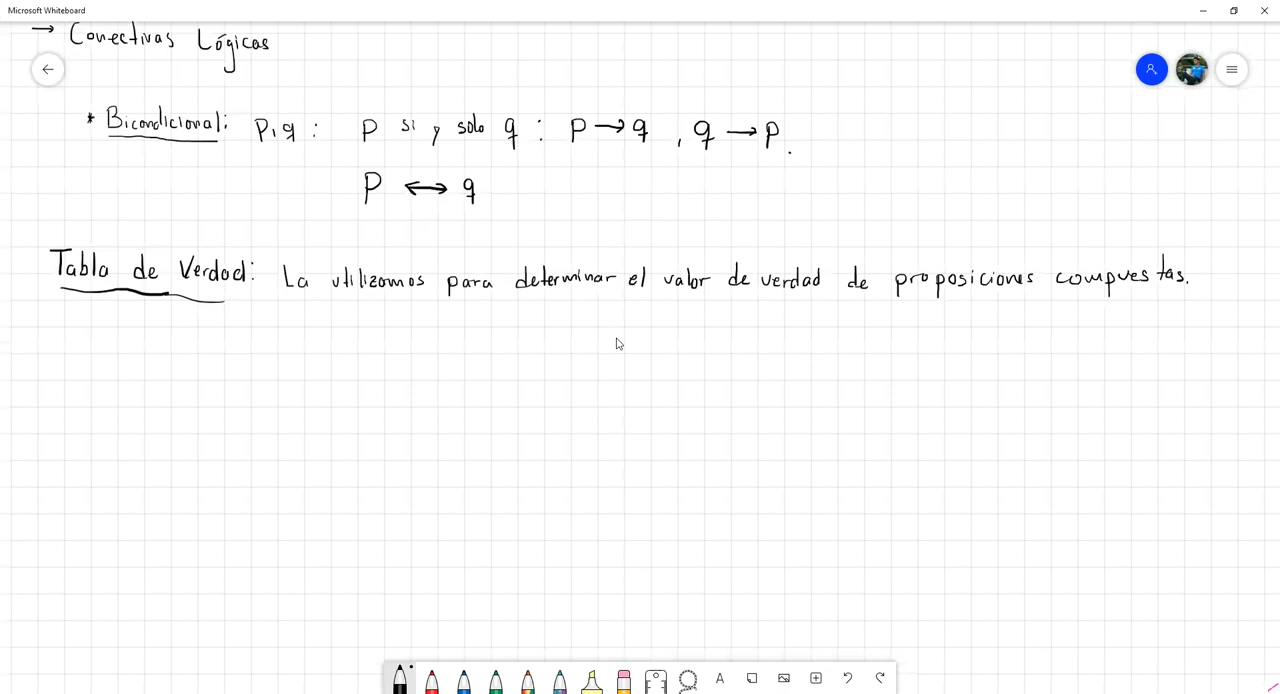 Microsoft Whiteboard
→ Conectivas Lógicas
* Bicondicional: p, q : p si y solo q : p → q , q → p.
p ↔ q
Tabla de Verdad: La utilizamos para determinar el valor de verdad de proposiciones compuestas.
A